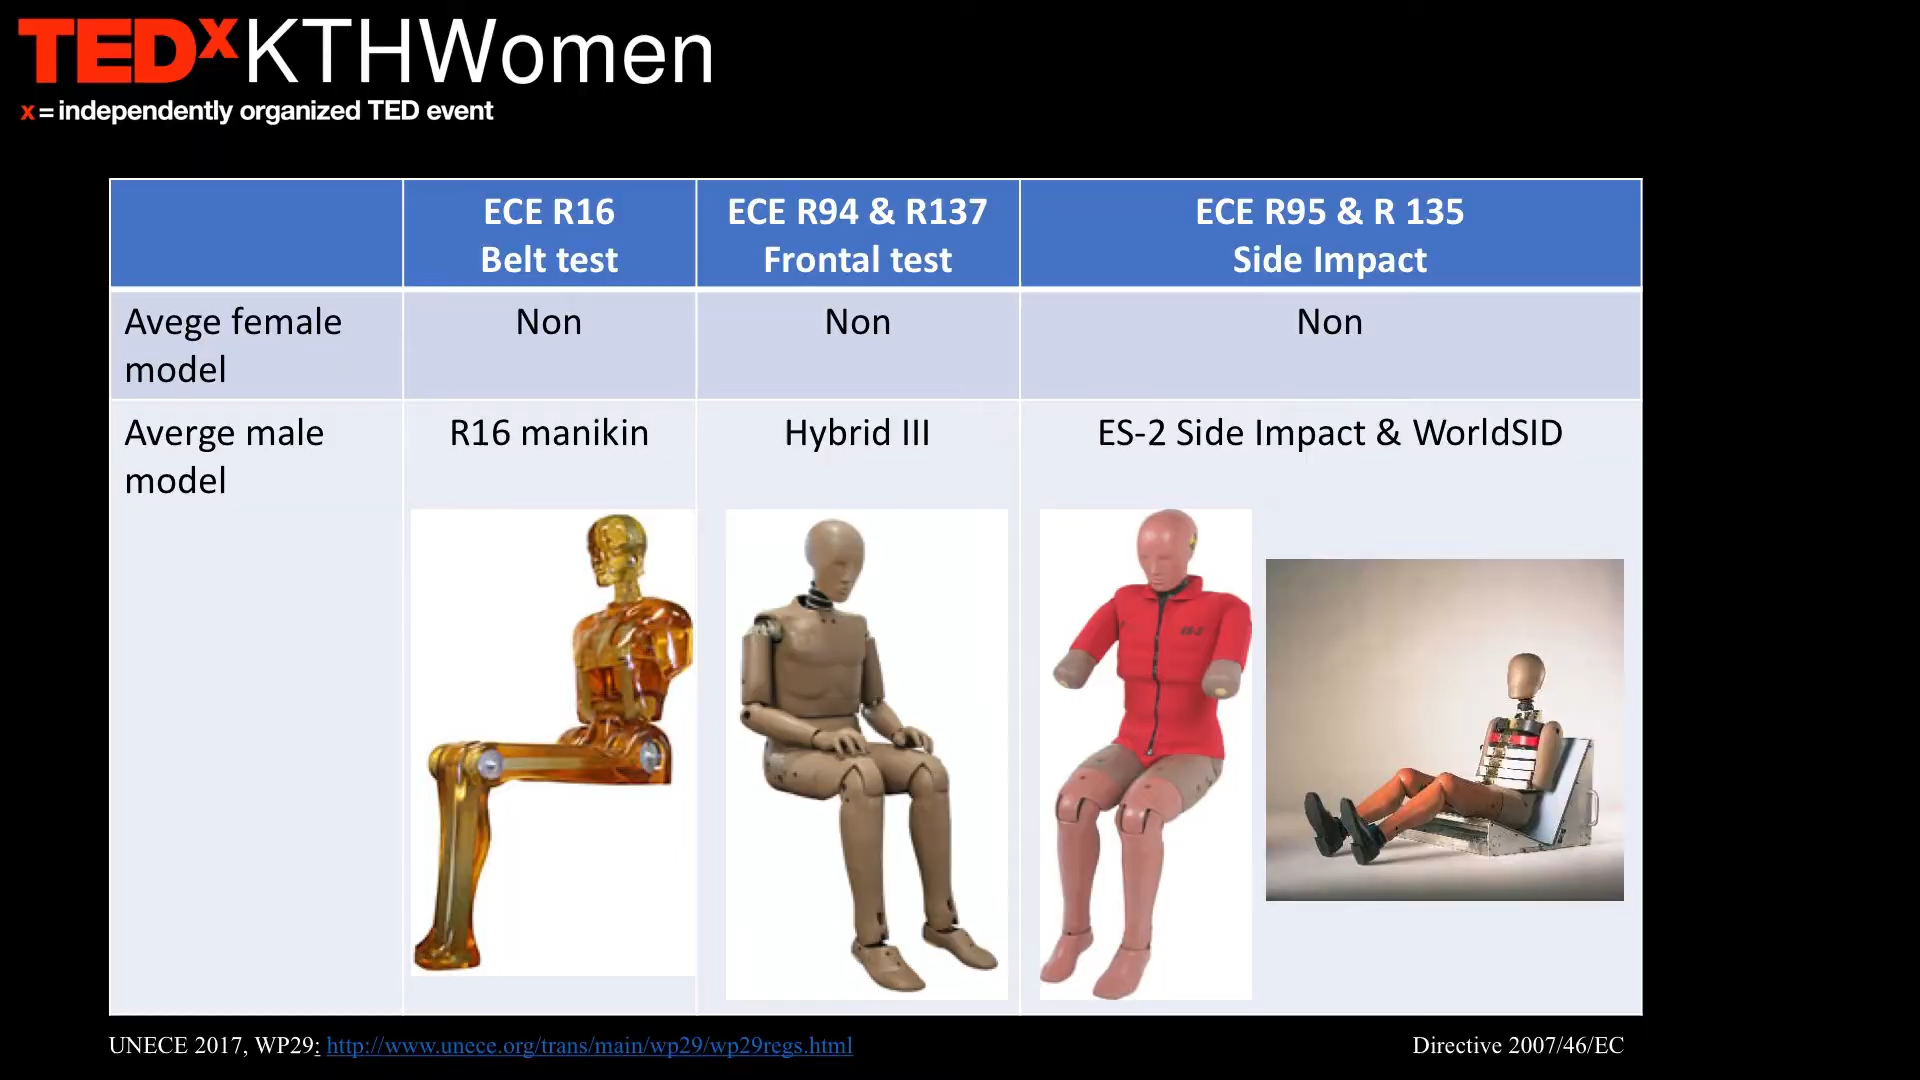 TEDxKTHWomen
x = independently organized TED event
ECE R16
Belt test
ECE R94 & R137
Frontal test
ECE R95 & R 135
Side Impact
Avege female
model
Non
Non
Non
Averge male
model
R16 manikin
Hybrid III
ES-2 Side Impact & WorldSID
ES-2
UNECE 2017, WP29: http://www.unece.org/trans/main/wp29/wp29regs.html
Directive 2007/46/EC